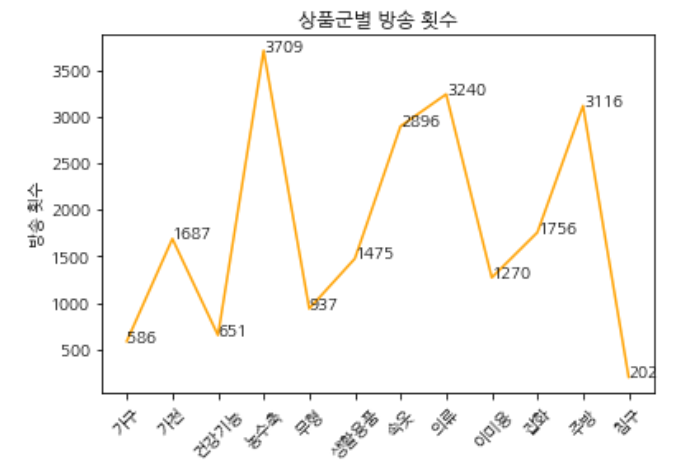 상품군별 방송 횟수
방송 횟수
3500
3000
2500
2000
1500
1000
500
586
1687
651
3709
937
1475
2896
3240
1270
1756
3116
202
가구
가전
건강기능
농수축
무형
생활용품
속옷
의류
이미용
잡화
주방
침구